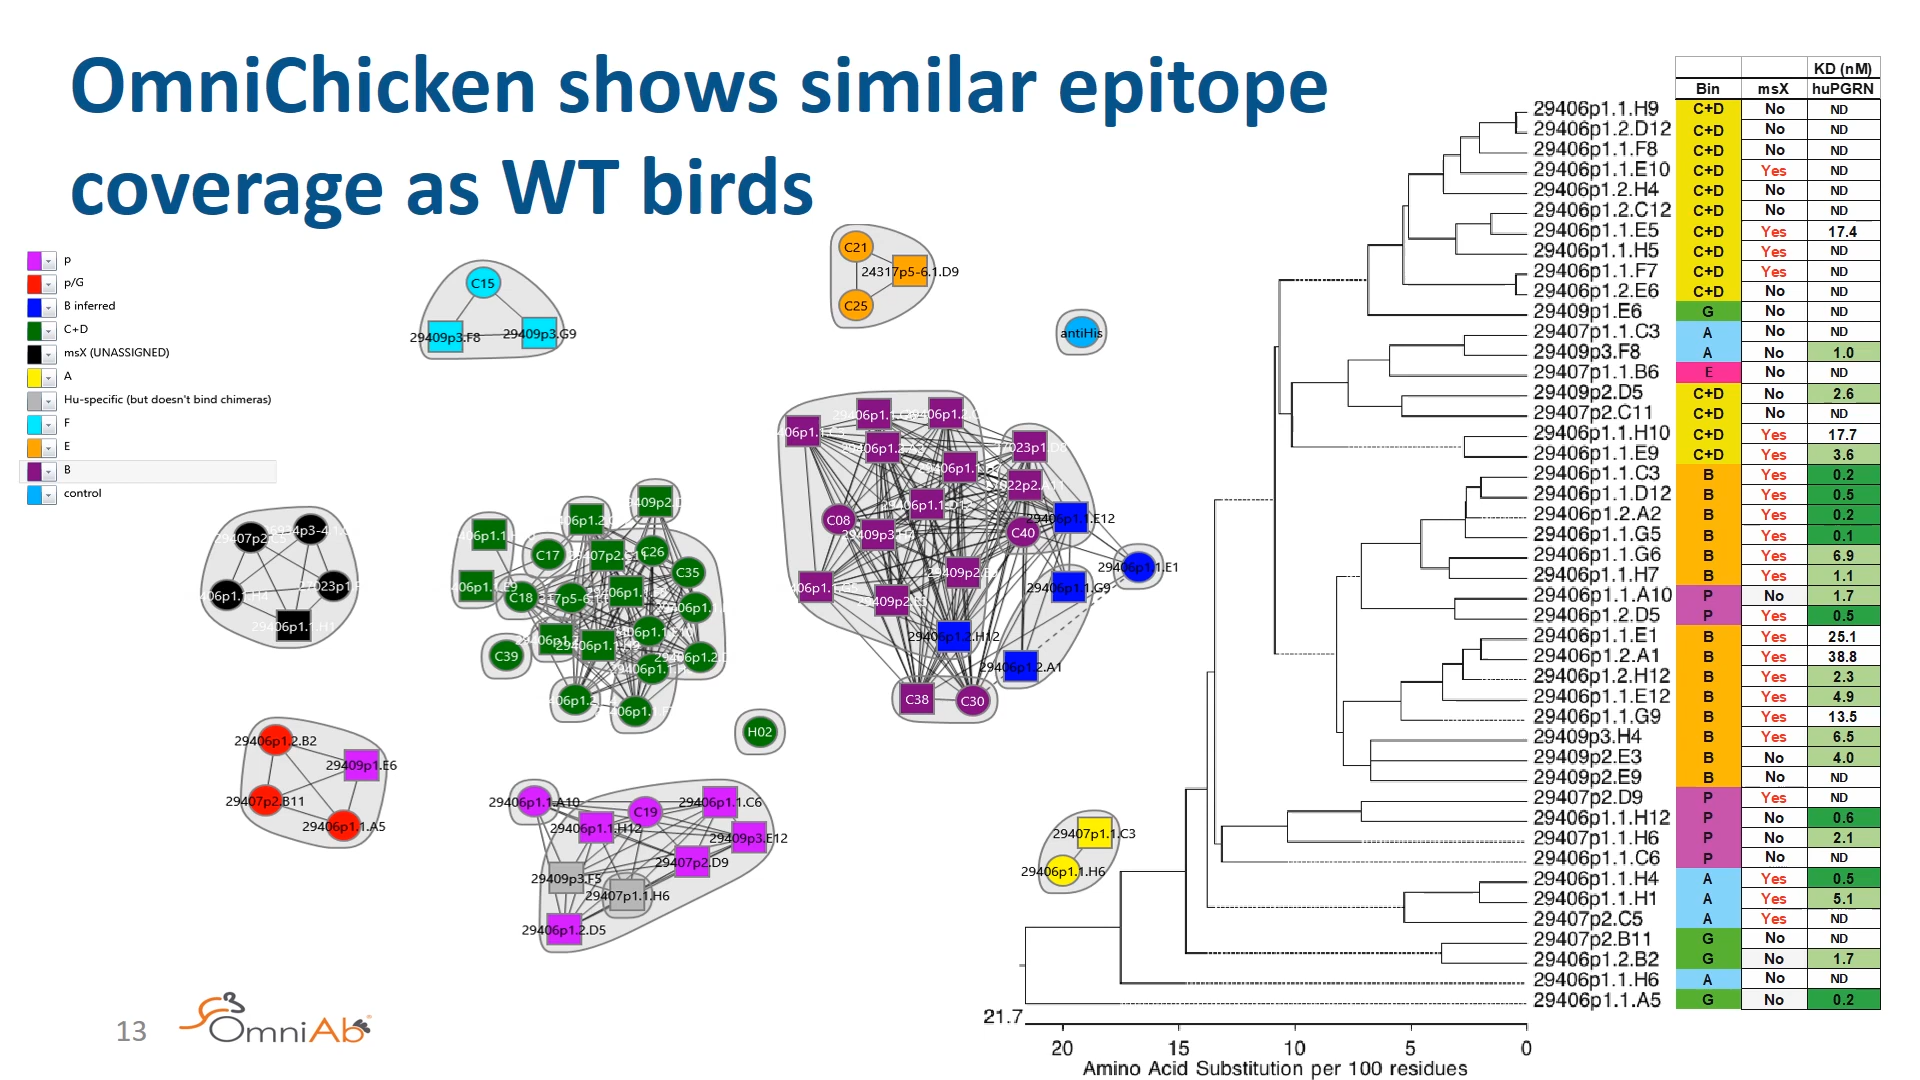 OmniChicken shows similar epitope
coverage as WT birds
p
p/G
B inferred
C+D
msX (UNASSIGNED)
A
Hu-specific (but doesn't bind chimeras)
F
E
B
control
C15
29409p3.F8
29409p3.G9
C21
24317p5-6.1.D9
C25
antiHis
C08
C40
29406p1.1.E12
29406p1.1.E1
29406p1.1.G9
29406p1.2.H12
29406p1.2.A1
C38
C30
C17
C26
C35
C18
C39
H02
29406p1.2.B2
29409p1.E6
29407p2.B11
29406p1.1.A5
29406p1.1.A10
C19
29406p1.1.C6
29406p1.1.H12
29409p3.E12
29407p2.D9
29409p3.F5
29407p1.1.H6
29406p1.2.D5
29407p1.1.C3
29406p1.1.H6
KD (nM)
Bin msX huPGRN
29406p1.1.H9 C+D No ND
29406p1.2.D12 C+D No ND
29406p1.1.F8 C+D No ND
29406p1.1.E10 C+D Yes ND
29406p1.2.H4 C+D No ND
29406p1.2.C12 C+D No ND
29406p1.1.E5 C+D Yes 17.4
29406p1.1.H5 C+D Yes ND
29406p1.1.F7 C+D Yes ND
29406p1.2.E6 C+D No ND
29409p1.E6 G No ND
29407p1.1.C3 A No ND
29409p3.F8 A No 1.0
29407p1.1.B6 E No ND
29409p2.D5 C+D No 2.6
29407p2.C11 C+D No ND
29406p1.1.H10 C+D Yes 17.7
29406p1.1.E9 C+D Yes 3.6
29406p1.1.C3 B Yes 0.2
29406p1.1.D12 B Yes 0.5
29406p1.2.A2 B Yes 0.2
29406p1.1.G5 B Yes 0.1
29406p1.1.G6 B Yes 6.9
29406p1.1.H7 B Yes 1.1
29406p1.1.A10 P No 1.7
29406p1.2.D5 P Yes 0.5
29406p1.1.E1 B Yes 25.1
29406p1.2.A1 B Yes 38.8
29406p1.2.H12 B Yes 2.3
29406p1.1.E12 B Yes 4.9
29406p1.1.G9 B Yes 13.5
29409p3.H4 B Yes 6.5
29409p2.E3 B No 4.0
29409p2.E9 B No ND
29407p2.D9 P Yes ND
29406p1.1.H12 P No 0.6
29407p1.1.H6 P No 2.1
29406p1.1.C6 P No ND
29406p1.1.H4 A Yes 0.5
29406p1.1.H1 A Yes 5.1
29407p2.C5 A Yes ND
29407p2.B11 G No ND
29406p1.2.B2 G No 1.7
29406p1.1.H6 A No ND
29406p1.1.A5 G No 0.2
21.7
20 15 10 5 0
Amino Acid Substitution per 100 residues
13
OmniAb